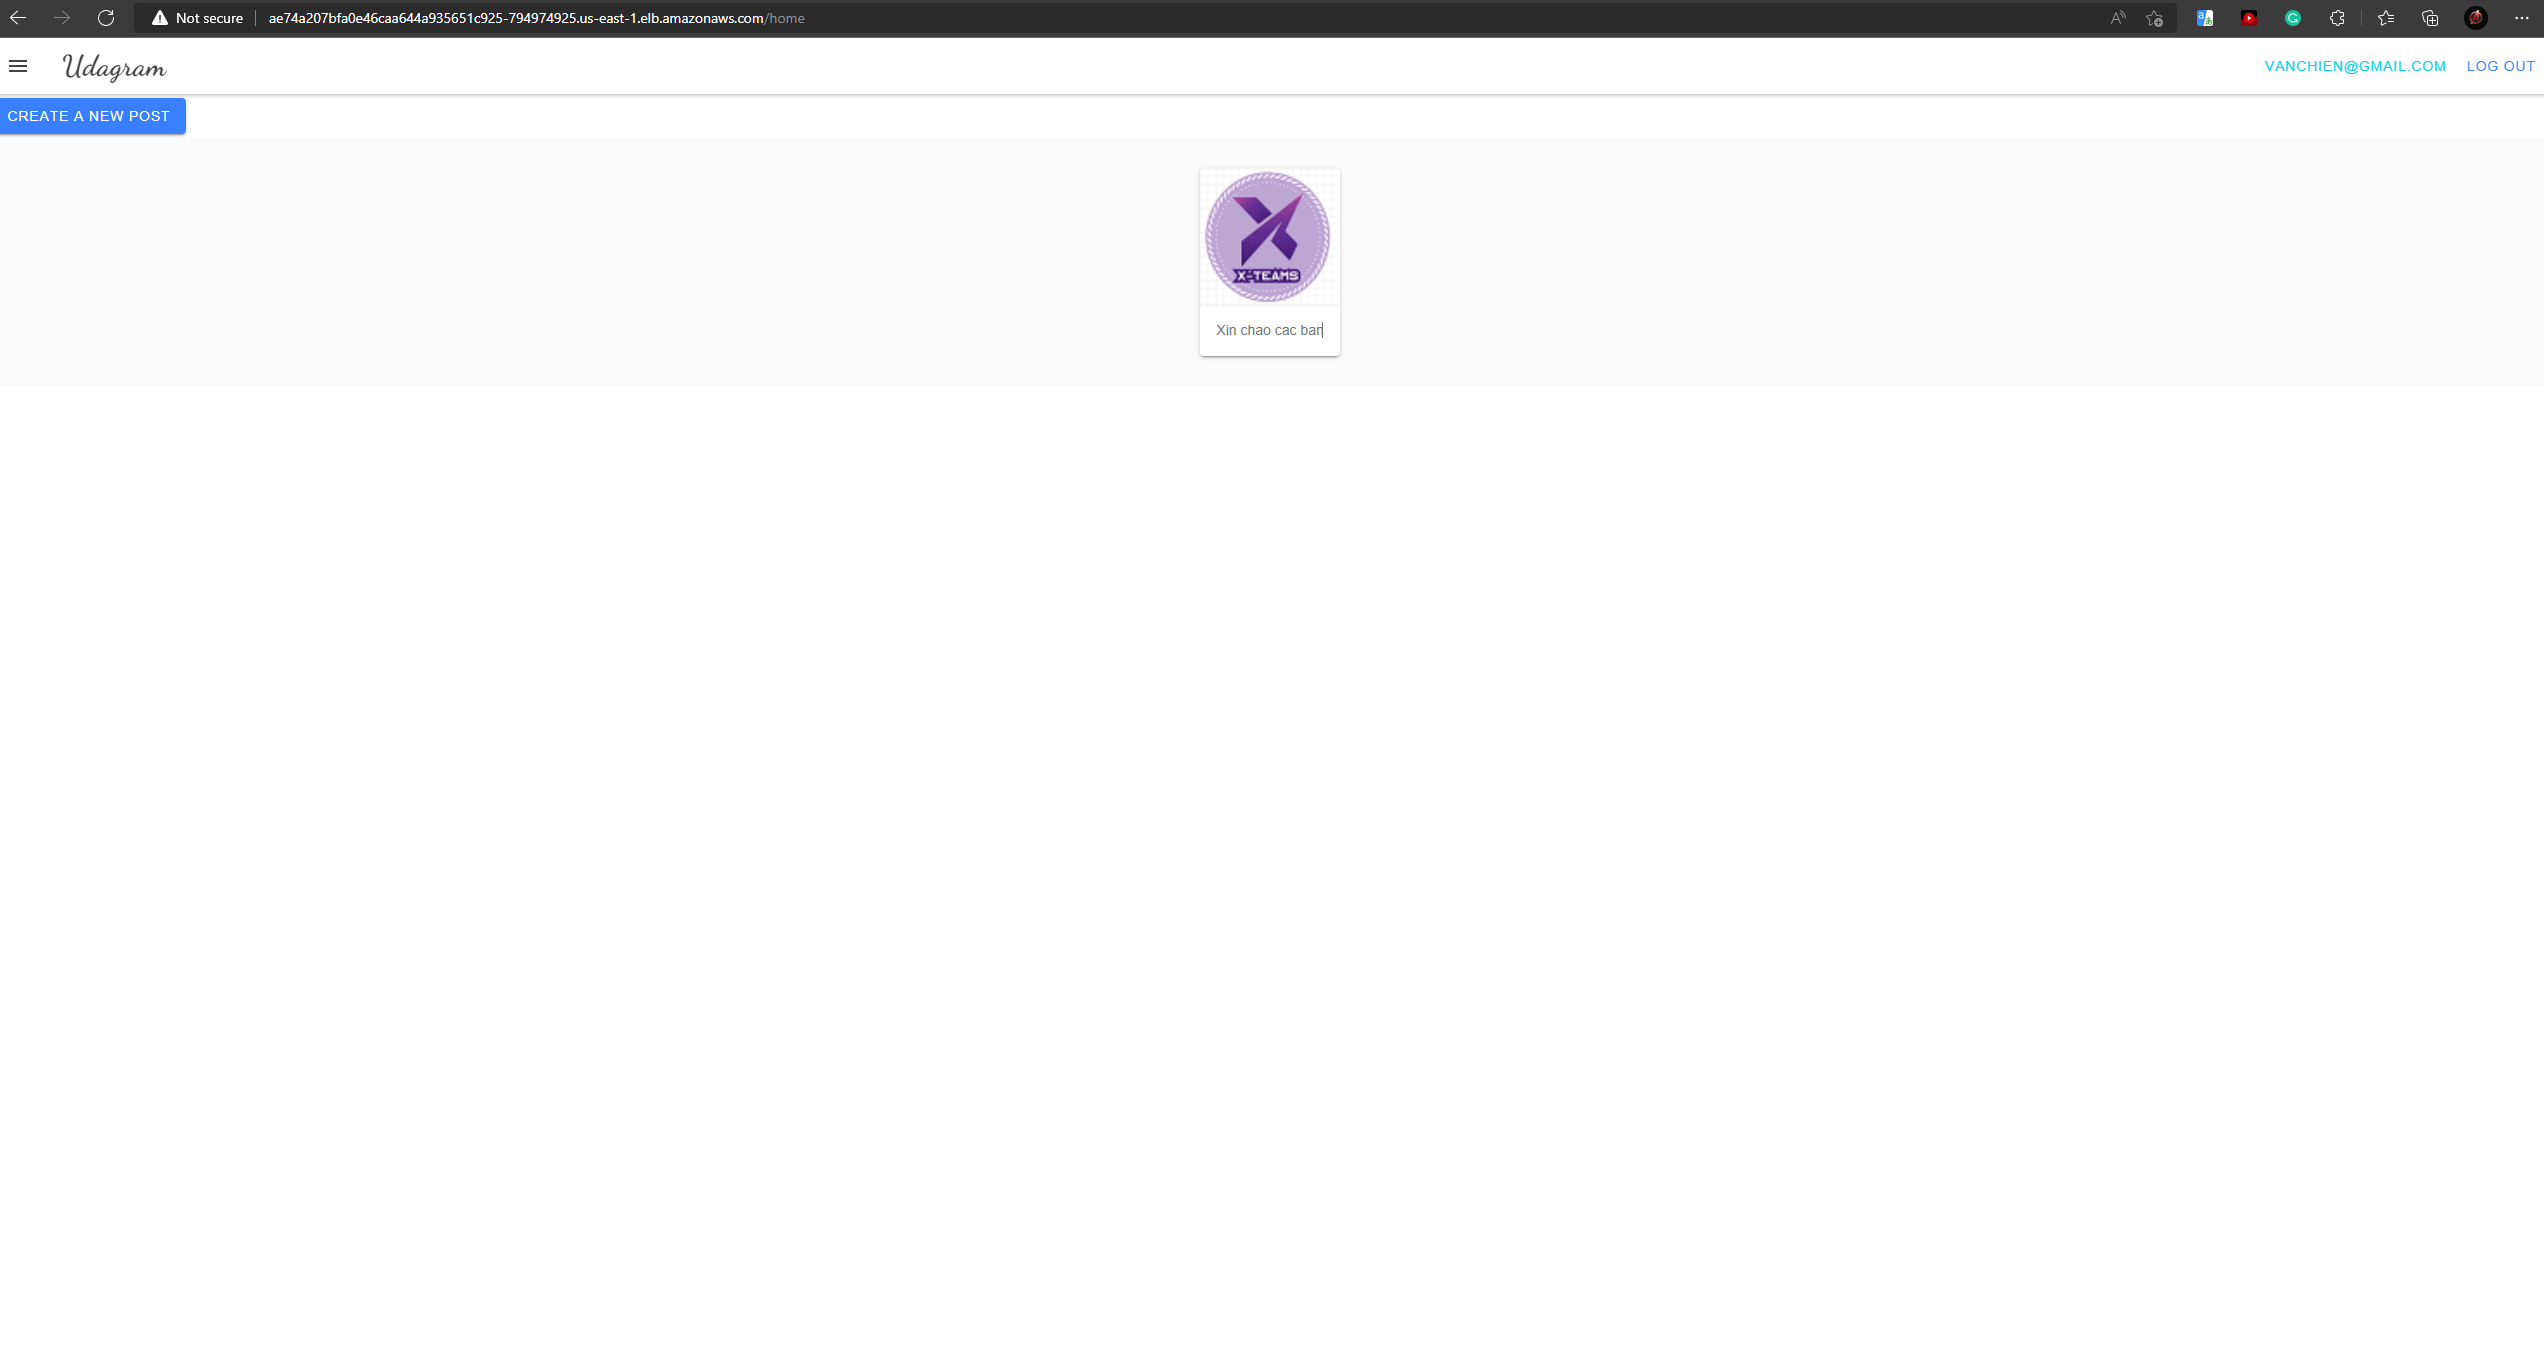 Not secure ae74a207bfa0e46caa644a935651c925-794974925.us-east-1.elb.amazonaws.com/home
Udagram VANCHIEN@GMAIL.COM LOG OUT
CREATE A NEW POST
X-TEAMS
Xin chao cac ban